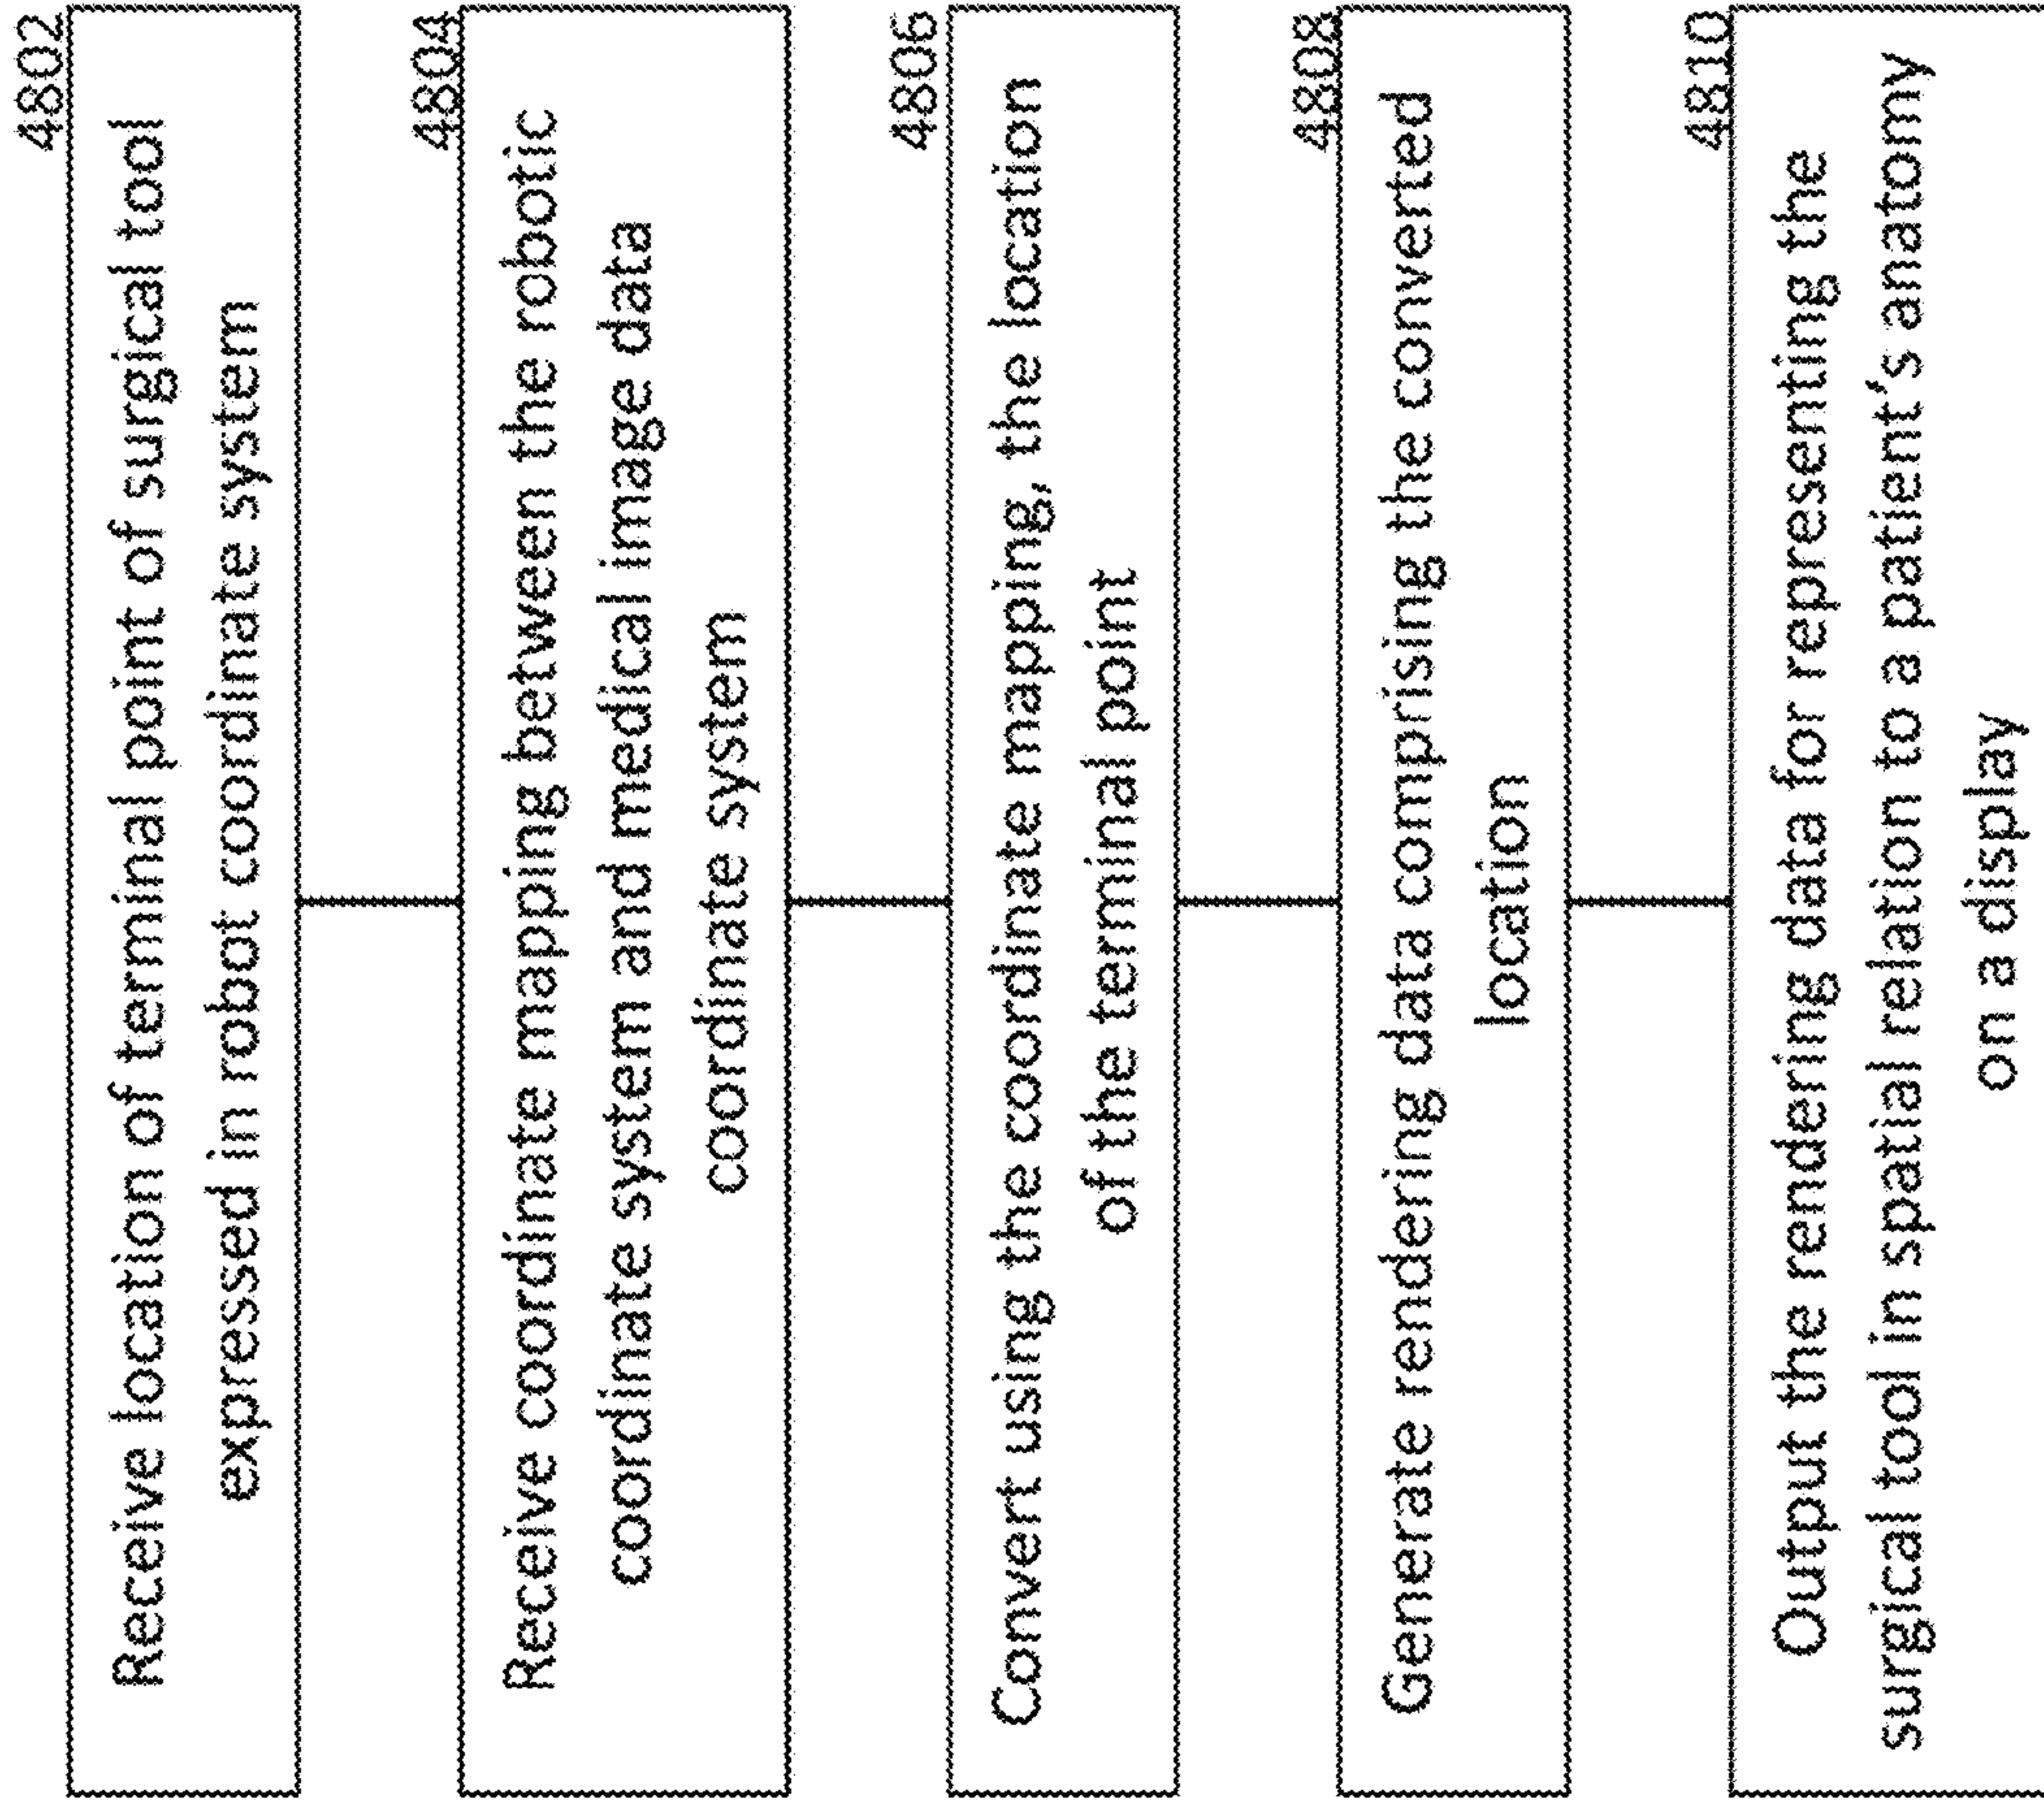 4802
Receive location of terminal point of surgical tool
expressed in robot coordinate system
4804
Receive coordinate mapping between the robotic
coordinate system and medical image data
coordinate system
4806
Convert using the coordinate mapping, the location
of the terminal point
4808
Generate rendering data comprising the converted
location
4810
Output the rendering data for representing the
surgical tool in spatial relation to a patient's anatomy
on a display